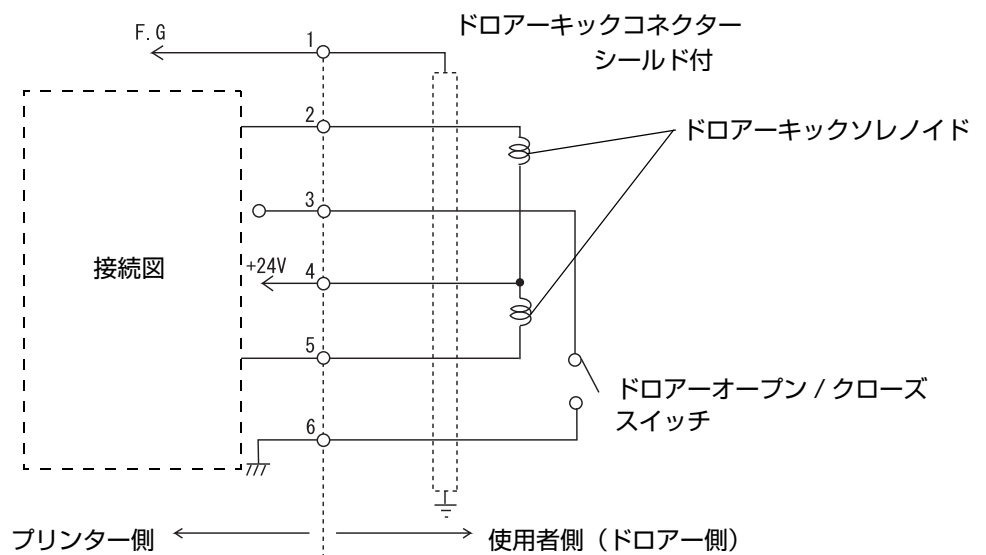 ドロアーキックコネクター
シールド付
F.G
1
2
ドロアーキックソレノイド
3
接続図
+24V
4
5
ドロアーオープン / クローズ
スイッチ
6
プリンター側
使用者側（ドロアー側）